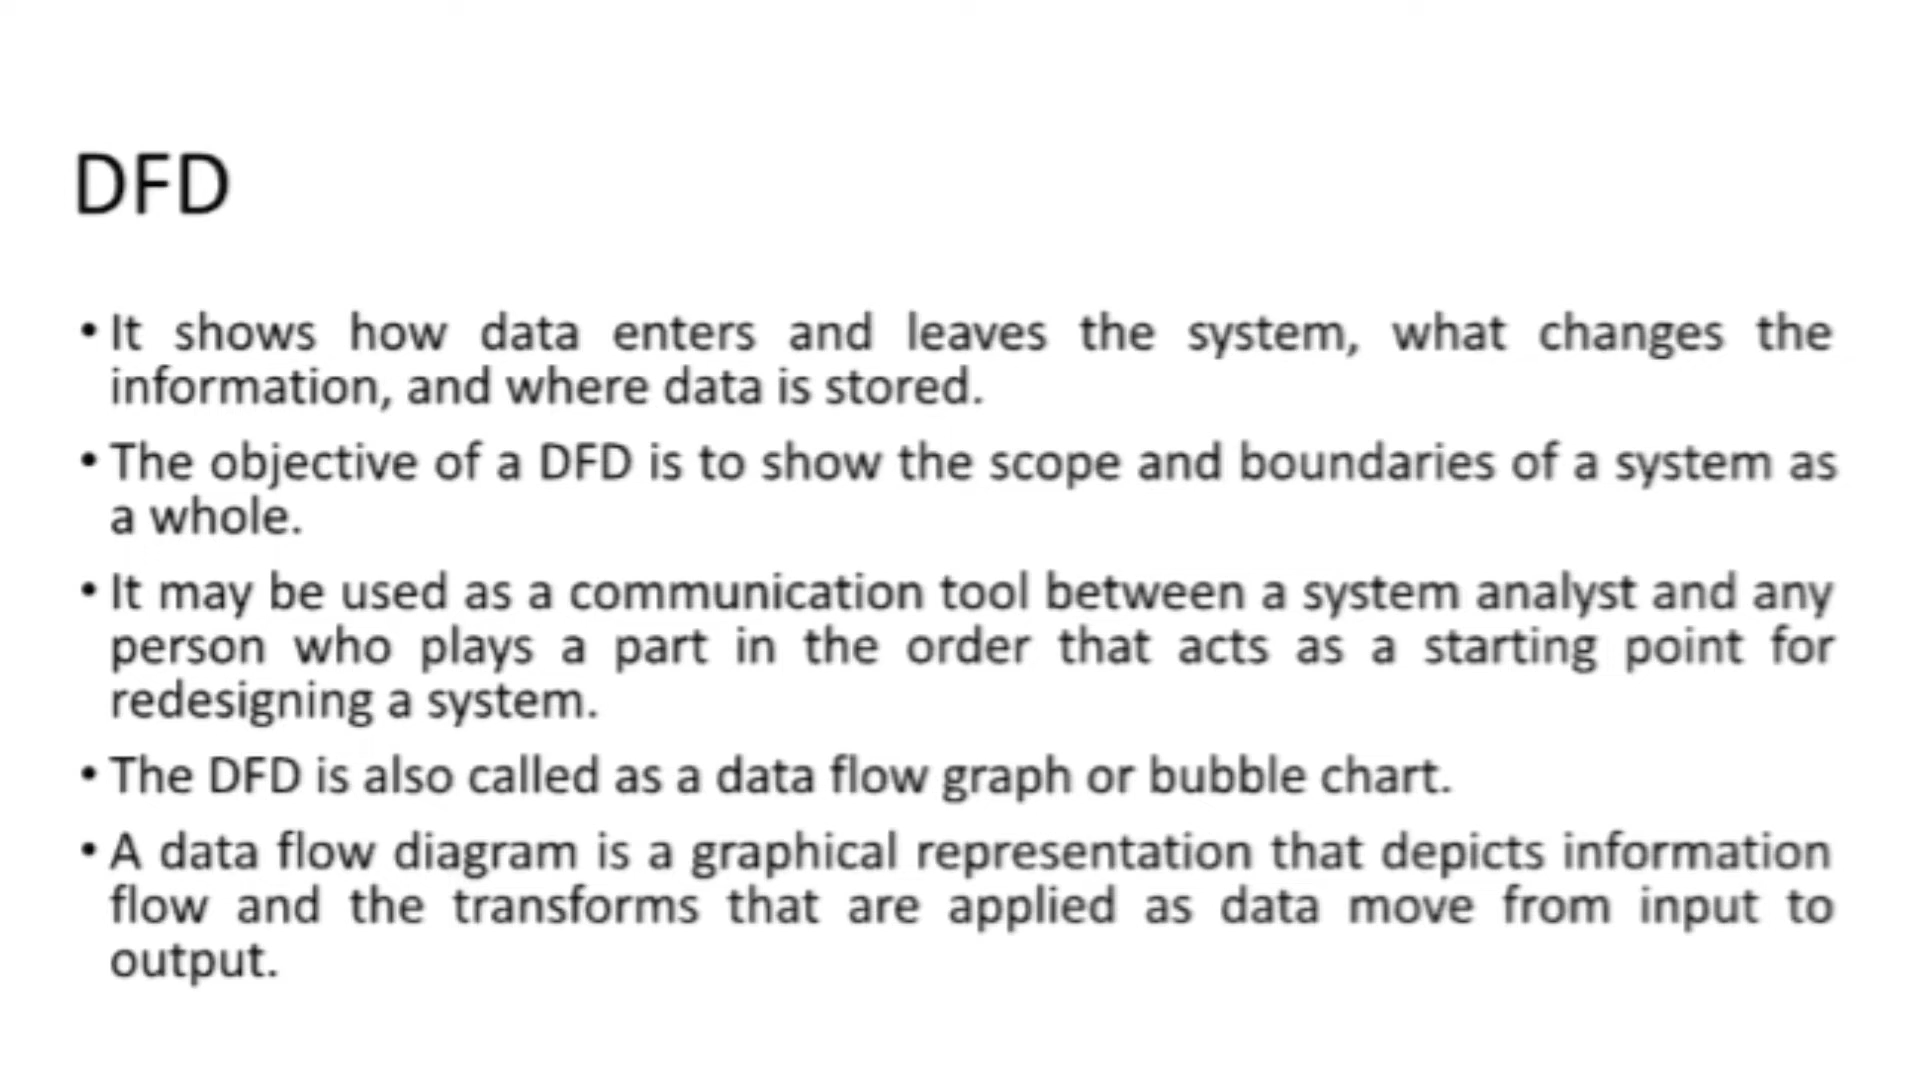 DFD
• It shows how data enters and leaves the system, what changes the
information, and where data is stored.
• The objective of a DFD is to show the scope and boundaries of a system as
a whole.
• It may be used as a communication tool between a system analyst and any
person who plays a part in the order that acts as a starting point for
redesigning a system.
• The DFD is also called as a data flow graph or bubble chart.
• A data flow diagram is a graphical representation that depicts information
flow and the transforms that are applied as data move from input to
output.